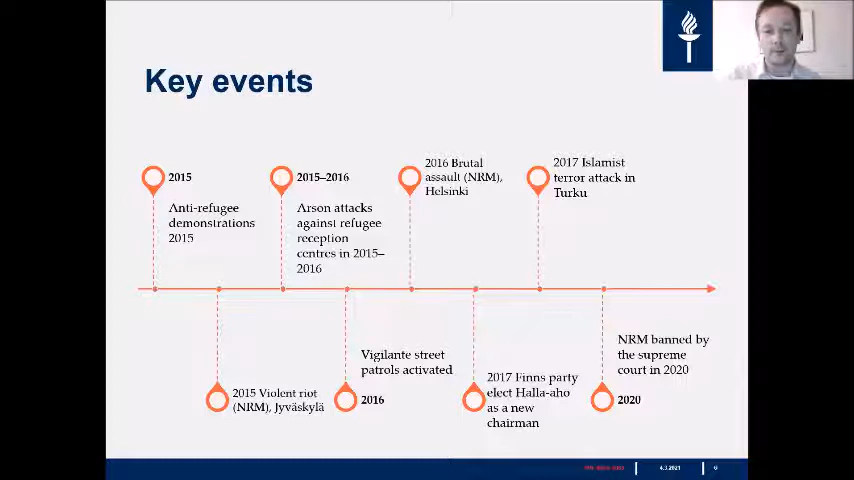 Key events
2015
Anti-refugee
demonstrations
2015
2015–2016
Arson attacks
against refugee
reception
centres in 2015–
2016
2016 Brutal
assault (NRM),
Helsinki
2017 Islamist
terror attack in
Turku
2015 Violent riot
(NRM), Jyväskylä
Vigilante street
patrols activated
2016
2017 Finns party
elect Halla-aho
as a new
chairman
NRM banned by
the supreme
court in 2020
2020
4.3.2021
6